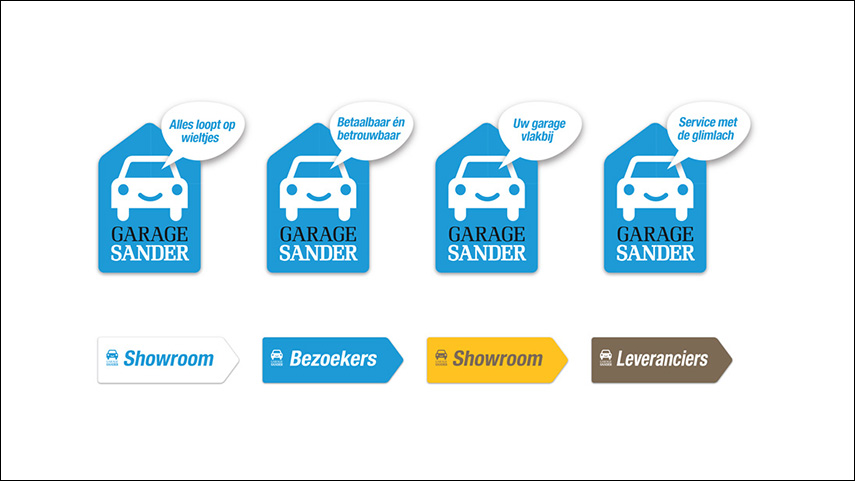 Alles loopt op
wieltjes
GARAGE
SANDER
Betaalbaar én
betrouwbaar
GARAGE
SANDER
Uw garage
vlakbij
GARAGE
SANDER
Service met
de glimlach
GARAGE
SANDER
Showroom
Bezoekers
Showroom
Leveranciers